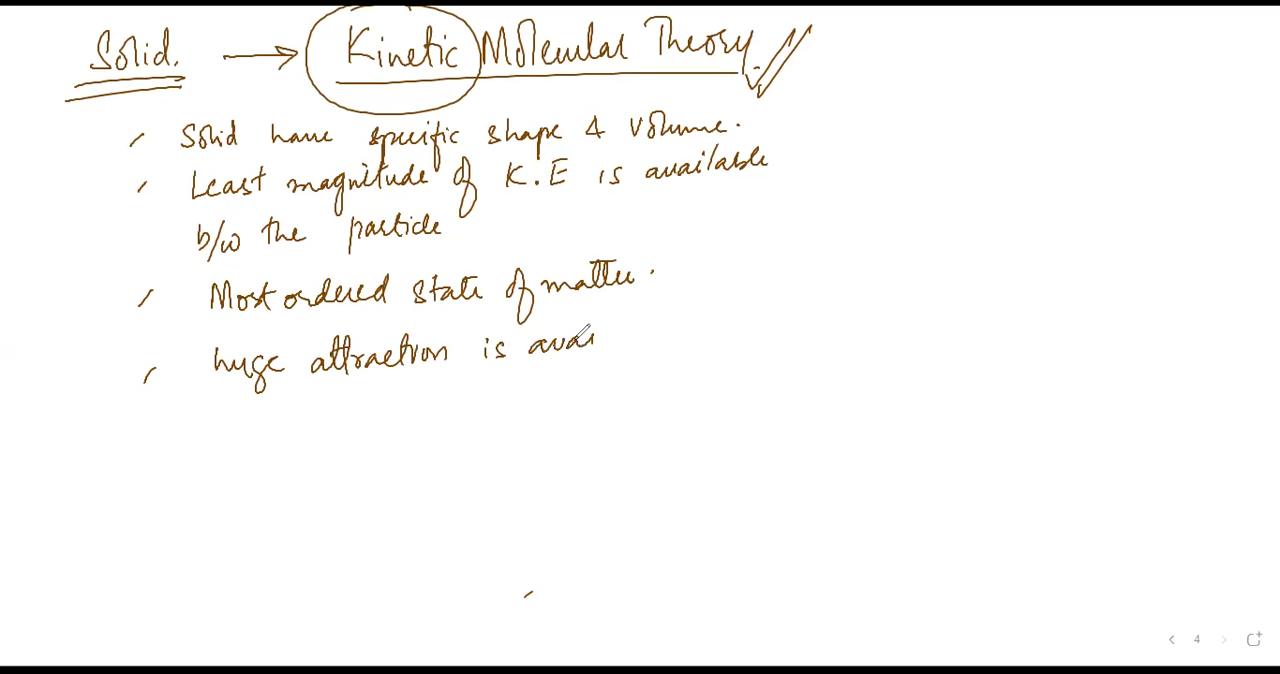 Solid. → Kinetic Molecular Theory
Solid have specific shape & volume.
Least magnitude of K.E is available
b/w the particle
Most ordered state of matter.
huge attraction is avai
4